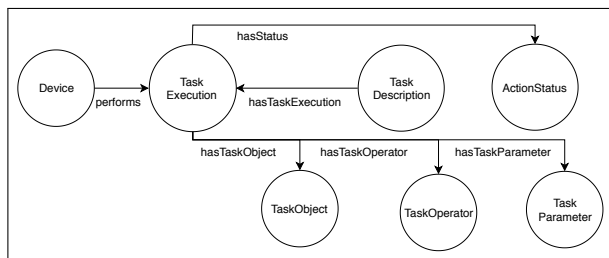 hasStatus
Device
Task
Execution
Task
Description
ActionStatus
performs
hasTaskExecution
hasTaskObject
hasTaskOperator
hasTaskParameter
TaskObject
TaskOperator
Task
Parameter